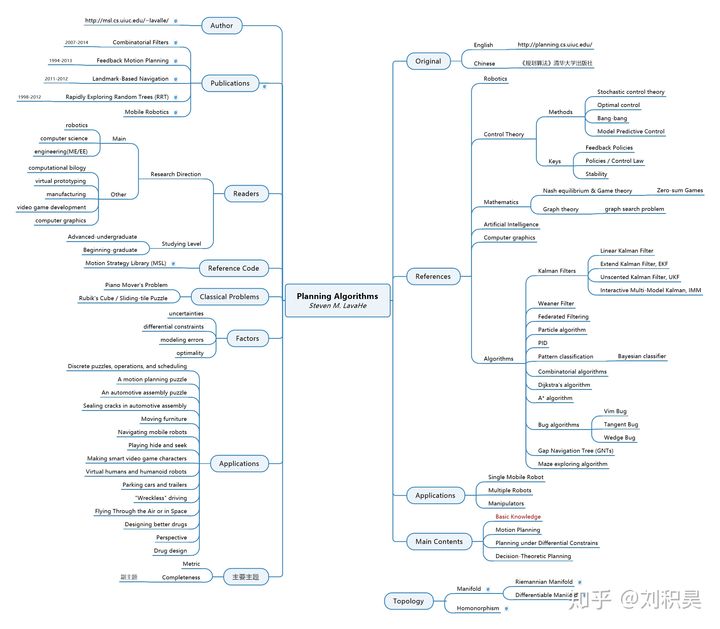 http://msl.cs.uiuc.edu/~lavalle/
Author
2007-2014
Combinatorial Filters
1994-2013
Feedback Motion Planning
2011-2012
Landmark-Based Navigation
1998-2012
Rapidly Exploring Random Trees (RRT)
Mobile Robotics
Publications
robotics
computer science
engineering(ME/EE)
Main
computational bilogy
virtual prototyping
manufacturing
video game development
computer graphics
Other
Research Direction
Advanced-undergraduate
Beginning-graduate
Studying Level
Readers
Motion Strategy Library (MSL)
Reference Code
Piano Mover's Problem
Rubik's Cube / Sliding-tile Puzzle
Classical Problems
uncertainties
differential constraints
modeling errors
optimality
Factors
Discrete puzzles, operations, and scheduling
A motion planning puzzle
An automotive assembly puzzle
Sealing cracks in automotive assembly
Moving furniture
Navigating mobile robots
Playing hide and seek
Making smart video game characters
Virtual humans and humanoid robots
Parking cars and trailers
"Wreckless" driving
Flying Through the Air or in Space
Designing better drugs
Perspective
Drug design
Applications
Metric
副主题
Completeness
主要主题
Planning Algorithms
Steven M. LavaHe
Original
English
http://planning.cs.uiuc.edu/
Chinese
《规划算法》清华大学出版社
References
Robotics
Control Theory
Methods
Stochastic control theory
Optimal control
Bang-bang
Model Predictive Control
Keys
Feedback Policies
Policies / Control Law
Stability
Mathematics
Nash equilibrium & Game theory
Zero-sum Games
Graph theory
graph search problem
Artificial Intelligence
Computer graphics
Algorithms
Kalman Filters
Linear Kalman Filter
Extend Kalman Filter, EKF
Unscented Kalman Filter, UKF
Interactive Multi-Model Kalman, IMM
Weaner Filter
Federated Filtering
Particle algorithm
PID
Pattern classification
Bayesian classifier
Combinatorial algorithms
Dijkstra's algorithm
A* algorithm
Bug algorithms
Vim Bug
Tangent Bug
Wedge Bug
Gap Navigation Tree (GNTs)
Maze exploring algorithm
Applications
Single Mobile Robot
Multiple Robots
Manipulators
Main Contents
Basic Knowledge
Motion Planning
Planning under Differential Constrains
Decision-Theoretic Planning
Topology
Manifold
Riemannian Manifold
Differentiable Manifold
Homonorphism
知乎 @刘积昊